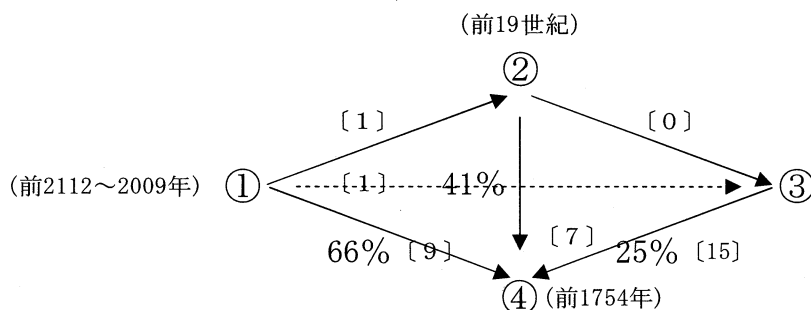 (前19世紀)
②
〔1〕 〔0〕
(前2112～2009年) ① 〔1〕 41% ③
66% 〔9〕 〔7〕 25% 〔15〕
④ (前1754年)